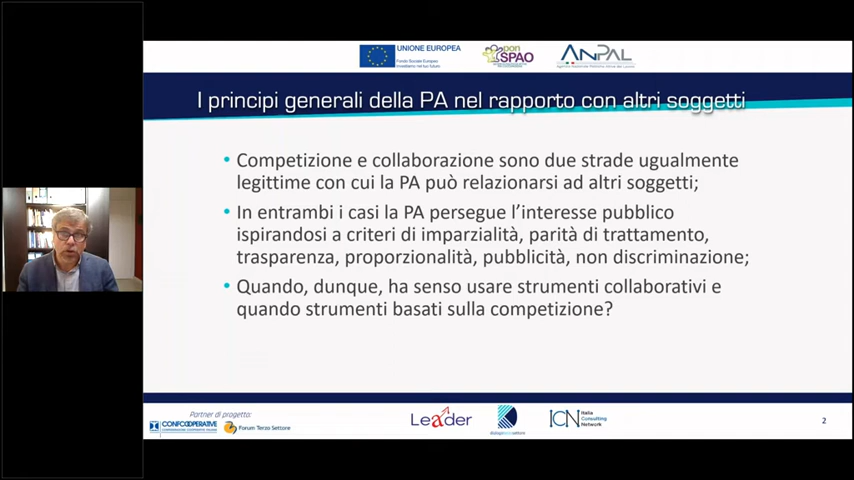 UNIONE EUROPEA
Fondo Sociale Europeo
pon
SPAO
ANPAL
I principi generali della PA nel rapporto con altri soggetti
• Competizione e collaborazione sono due strade ugualmente
legittime con cui la PA può relazionarsi ad altri soggetti;
• In entrambi i casi la PA persegue l’interesse pubblico
ispirandosi a criteri di imparzialità, parità di trattamento,
trasparenza, proporzionalità, pubblicità, non discriminazione;
• Quando, dunque, ha senso usare strumenti collaborativi e
quando strumenti basati sulla competizione?
Partner di progetto:
CONFCOOPERATIVE
Forum Terzo Settore
Leader
ICN Italia
Consulting
Network
2